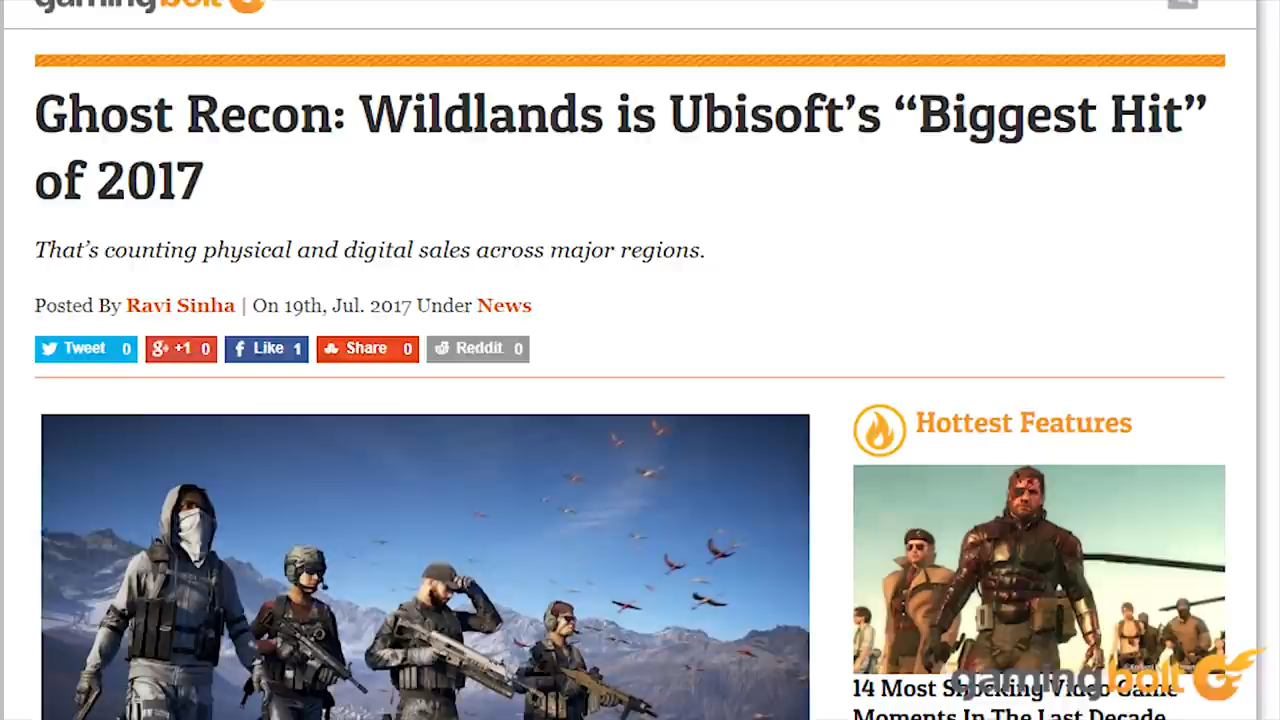 gamingbolt
Ghost Recon: Wildlands is Ubisoft’s “Biggest Hit”
of 2017
That’s counting physical and digital sales across major regions.
Posted By Ravi Sinha | On 19th, Jul. 2017 Under News
Tweet 0 g+ +1 0 f Like 1 Share 0 Reddit 0
Hottest Features
gamingbolt
14 Most Shocking Video Game
Moments In The Last Decade